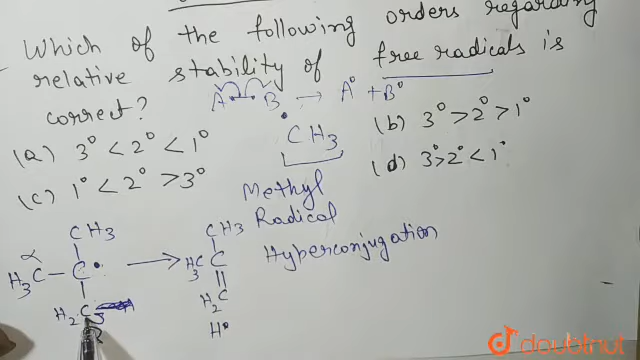 Which of the following orders regarding
relative stability of free radicals is
correct?
A - B → A° + B°
(a) 3° < 2° < 1°
(b) 3° > 2° > 1°
(c) 1° < 2° > 3°
(d) 3° > 2° < 1°
•CH3
Methyl
Radical
Hyperconjugation
CH3
α
H3C - C•
H2C
CH3
H3C C
||
H2C
H•
doubtnut